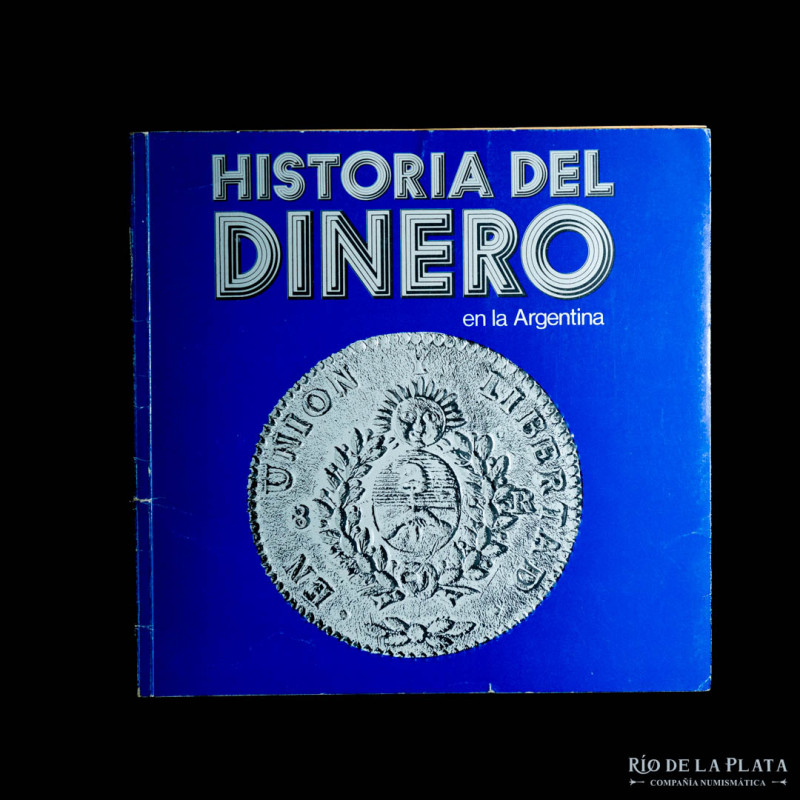 HISTORIA DEL
DINERO
en la Argentina
· EN UNION Y LIBERTAD ·
8 R
RÍO DE LA PLATA
COMPAÑÍA NUMISMÁTICA